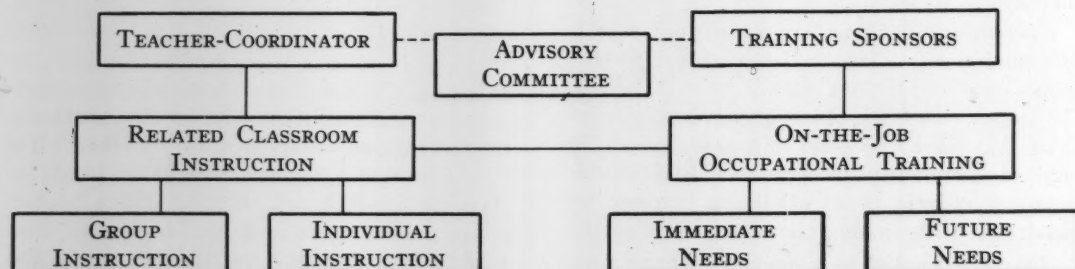 TEACHER-COORDINATOR
ADVISORY
COMMITTEE
TRAINING SPONSORS
RELATED CLASSROOM
INSTRUCTION
ON-THE-JOB
OCCUPATIONAL TRAINING
GROUP
INSTRUCTION
INDIVIDUAL
INSTRUCTION
IMMEDIATE
NEEDS
FUTURE
NEEDS